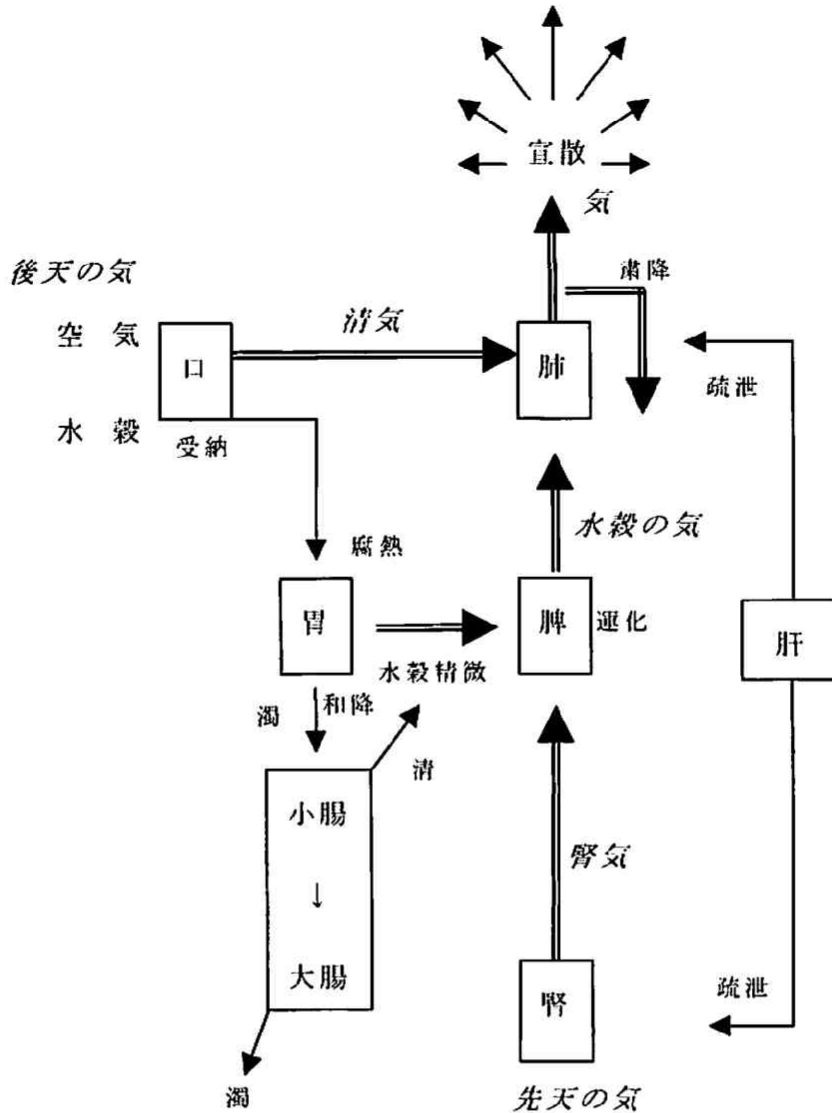 宣散
気
粛降
後天の気
空気
清気
口
肺
水穀
受納
疏泄
水穀の気
腐熱
胃
脾
運化
肝
水穀精微
濁
和降
清
小腸
↓
大腸
腎気
腎
疏泄
濁
先天の気